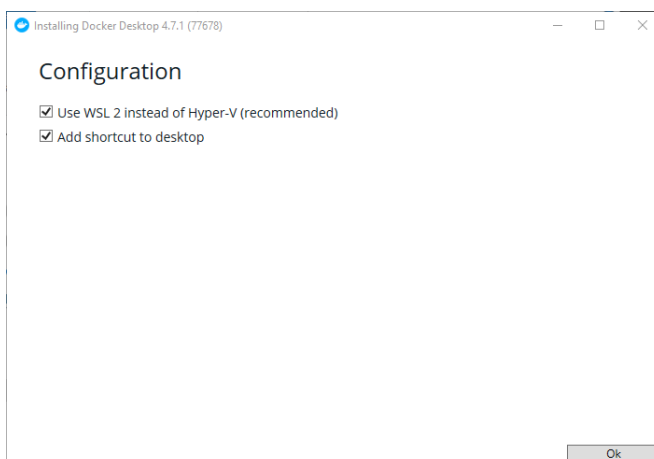 Installing Docker Desktop 4.7.1 (77678)
Configuration
Use WSL 2 instead of Hyper-V (recommended)
Add shortcut to desktop
Ok